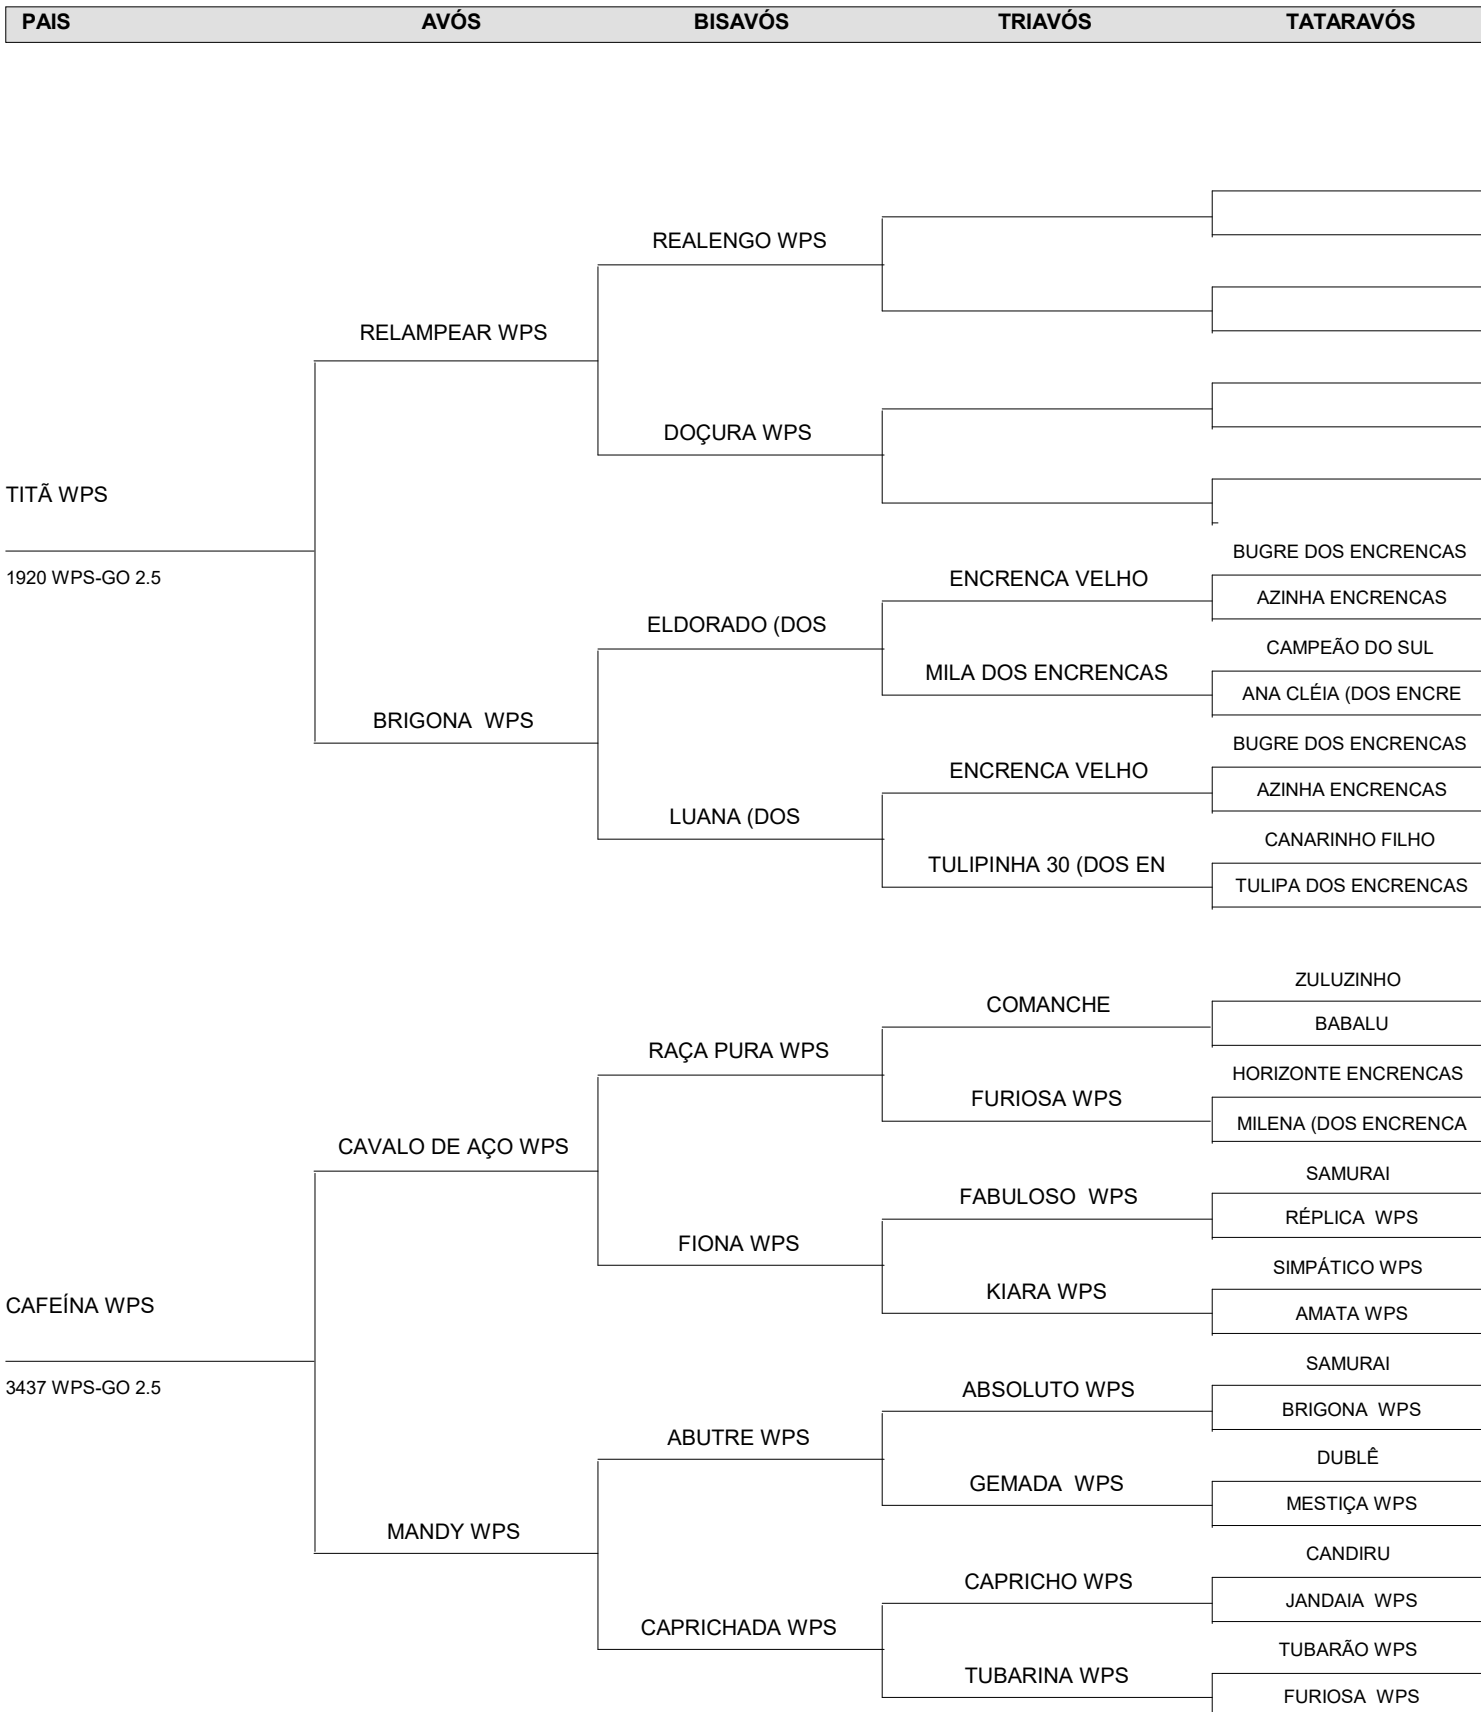 PAIS AVÓS BISAVÓS TRIAVÓS TATARAVÓS
REALENGO WPS
RELAMPEAR WPS
DOÇURA WPS
TITÃ WPS
1920 WPS-GO 2.5
BUGRE DOS ENCRENCAS
ENCRENCA VELHO
AZINHA ENCRENCAS
ELDORADO (DOS
CAMPEÃO DO SUL
MILA DOS ENCRENCAS
ANA CLÉIA (DOS ENCRE
BRIGONA WPS
BUGRE DOS ENCRENCAS
ENCRENCA VELHO
AZINHA ENCRENCAS
LUANA (DOS
CANARINHO FILHO
TULIPINHA 30 (DOS EN
TULIPA DOS ENCRENCAS
ZULUZINHO
COMANCHE
BABALU
RAÇA PURA WPS
HORIZONTE ENCRENCAS
FURIOSA WPS
MILENA (DOS ENCRENCA
CAVALO DE AÇO WPS
SAMURAI
FABULOSO WPS
RÉPLICA WPS
FIONA WPS
SIMPÁTICO WPS
KIARA WPS
AMATA WPS
CAFEÍNA WPS
3437 WPS-GO 2.5
SAMURAI
ABSOLUTO WPS
BRIGONA WPS
ABUTRE WPS
DUBLÊ
GEMADA WPS
MESTIÇA WPS
MANDY WPS
CANDIRU
CAPRICHO WPS
JANDAIA WPS
CAPRICHADA WPS
TUBARÃO WPS
TUBARINA WPS
FURIOSA WPS